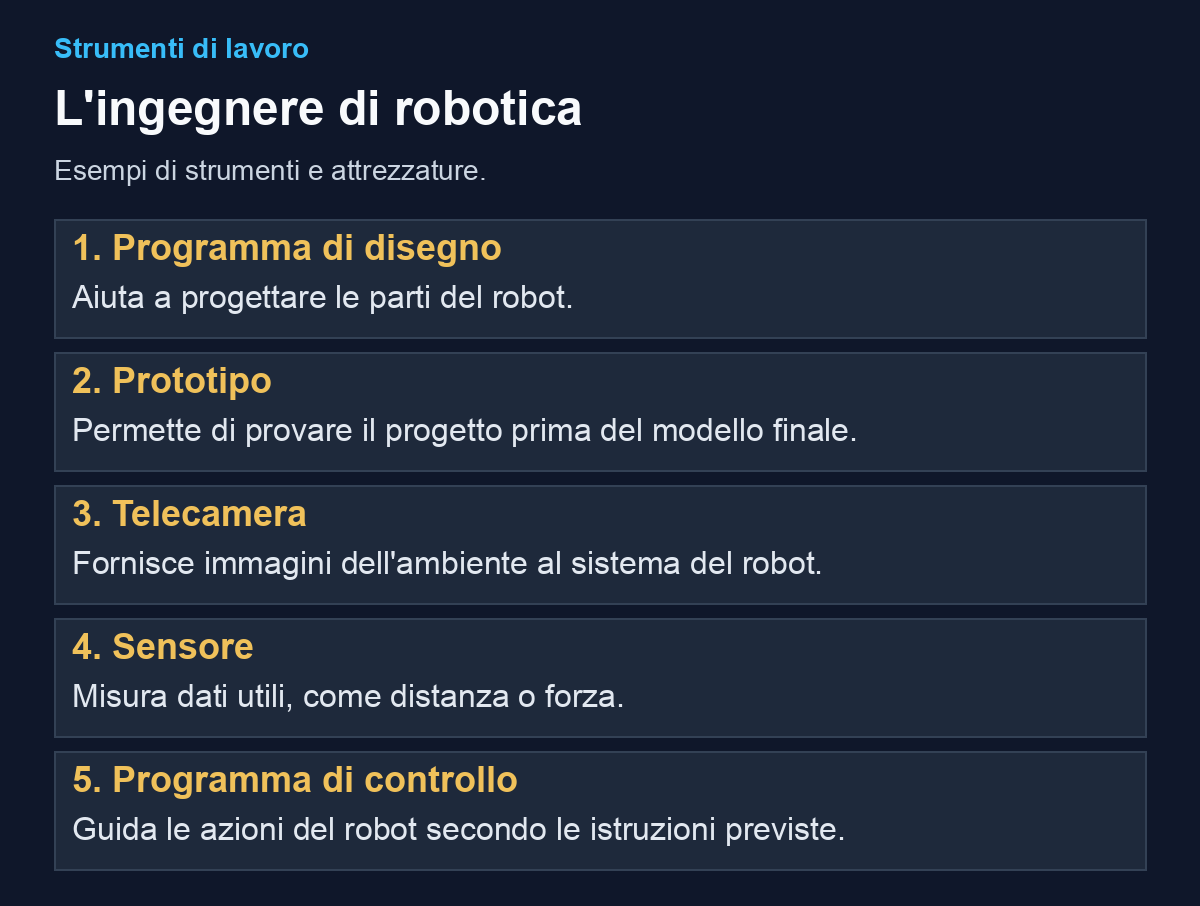 Strumenti di lavoro
L'ingegnere di robotica
Esempi di strumenti e attrezzature.
1. Programma di disegno
Aiuta a progettare le parti del robot.
2. Prototipo
Permette di provare il progetto prima del modello finale.
3. Telecamera
Fornisce immagini dell'ambiente al sistema del robot.
4. Sensore
Misura dati utili, come distanza o forza.
5. Programma di controllo
Guida le azioni del robot secondo le istruzioni previste.